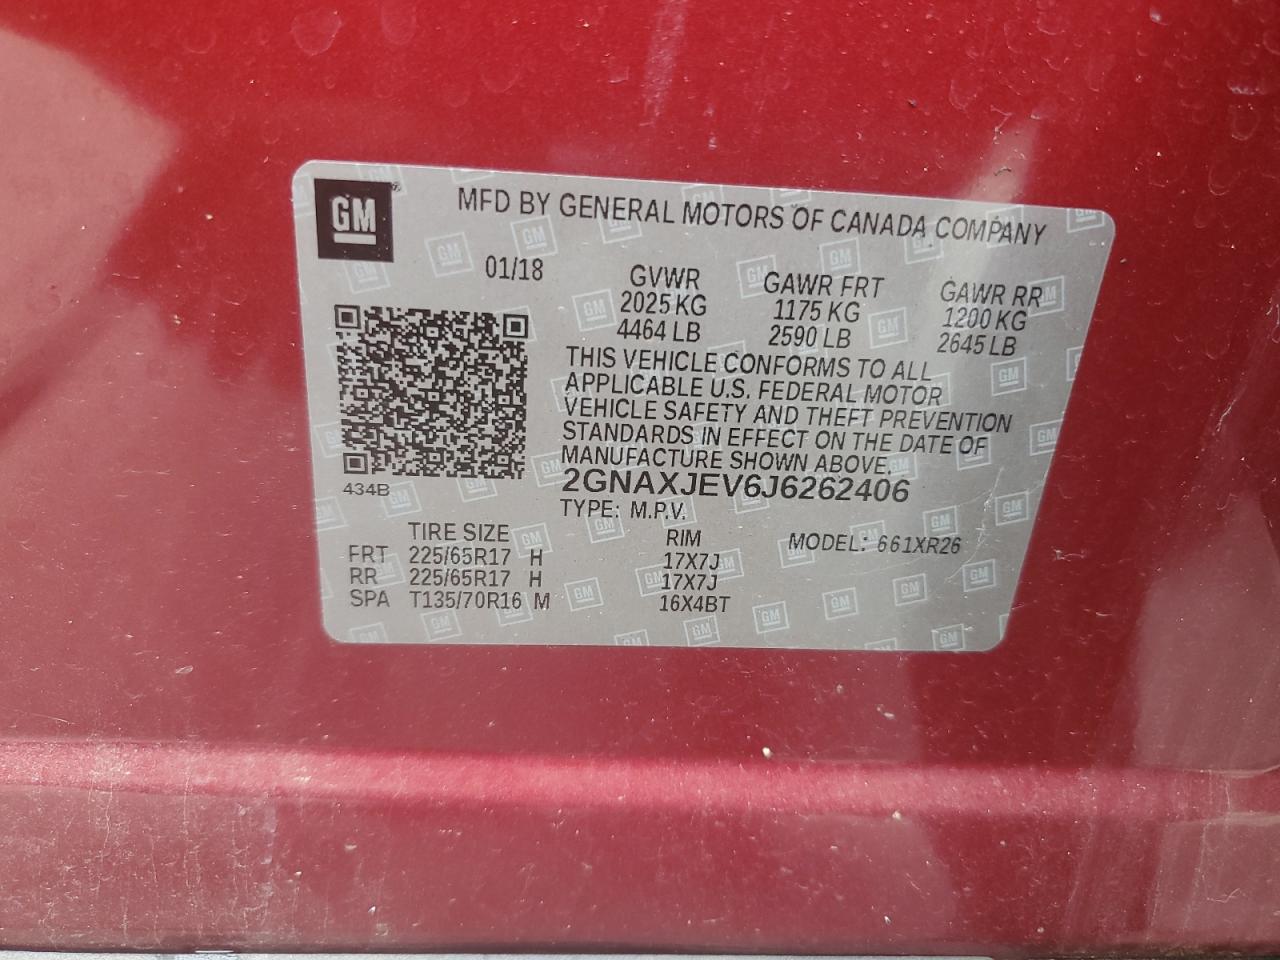 GM
MFD BY GENERAL MOTORS OF CANADA COMPANY
01/18 GVWR GAWR FRT GAWR RR
2025 KG 1175 KG 1200 KG
4464 LB 2590 LB 2645 LB
THIS VEHICLE CONFORMS TO ALL
APPLICABLE U.S. FEDERAL MOTOR
VEHICLE SAFETY AND THEFT PREVENTION
STANDARDS IN EFFECT ON THE DATE OF
MANUFACTURE SHOWN ABOVE.
434B
2GNAXJEV6J6262406
TYPE: M.P.V.
TIRE SIZE RIM MODEL: 661XR26
FRT 225/65R17 H 17X7J
RR 225/65R17 H 17X7J
SPA T135/70R16 M 16X4BT